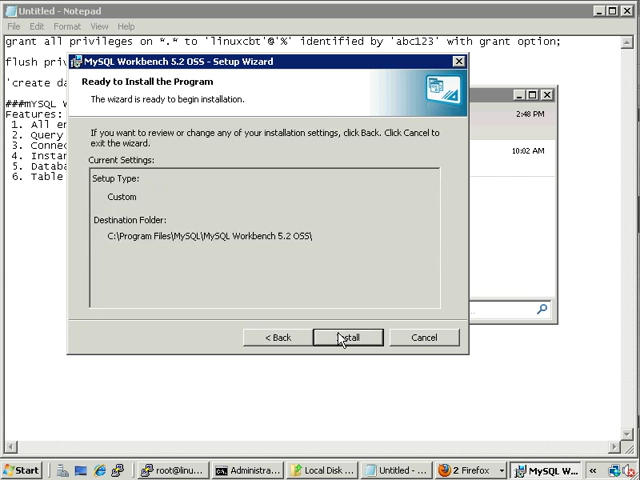 Untitled - Notepad
File Edit Format View Help
grant all privileges on *.* to 'linuxcbt'@'%' identified by 'abc123' with grant option;
flush priv
'create da
###mYSQL W
Features:
1. All en
2. Query
3. Connec
4. Instan
5. Databa
6. Table
MySQL Workbench 5.2 OSS - Setup Wizard
Ready to Install the Program
The wizard is ready to begin installation.
If you want to review or change any of your installation settings, click Back. Click Cancel to
exit the wizard.
Current Settings:
Setup Type:
Custom
Destination Folder:
C:\Program Files\MySQL\MySQL Workbench 5.2 OSS\
< Back
Install
Cancel
2:48 PM
10:02 AM
Start
root@linu...
Administra...
Local Disk ...
Untitled - ...
2 Firefox
MySQL W...
«